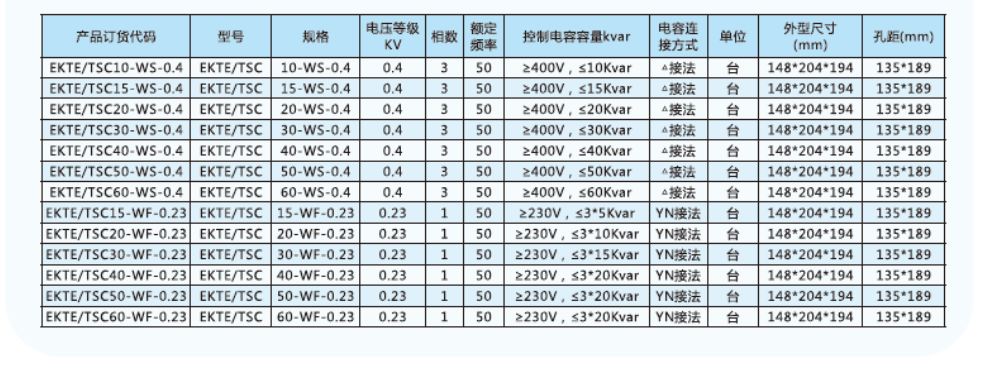 产品订货代码 型号 规格 电压等级KV 相数 额定频率 控制电容容量kvar 电容连接方式 单位 外型尺寸(mm) 孔距(mm)
EKTE/TSC10-WS-0.4 EKTE/TSC 10-WS-0.4 0.4 3 50 ≥400V，≤10Kvar △接法 台 148*204*194 135*189
EKTE/TSC15-WS-0.4 EKTE/TSC 15-WS-0.4 0.4 3 50 ≥400V，≤15Kvar △接法 台 148*204*194 135*189
EKTE/TSC20-WS-0.4 EKTE/TSC 20-WS-0.4 0.4 3 50 ≥400V，≤20Kvar △接法 台 148*204*194 135*189
EKTE/TSC30-WS-0.4 EKTE/TSC 30-WS-0.4 0.4 3 50 ≥400V，≤30Kvar △接法 台 148*204*194 135*189
EKTE/TSC40-WS-0.4 EKTE/TSC 40-WS-0.4 0.4 3 50 ≥400V，≤40Kvar △接法 台 148*204*194 135*189
EKTE/TSC50-WS-0.4 EKTE/TSC 50-WS-0.4 0.4 3 50 ≥400V，≤50Kvar △接法 台 148*204*194 135*189
EKTE/TSC60-WS-0.4 EKTE/TSC 60-WS-0.4 0.4 3 50 ≥400V，≤60Kvar △接法 台 148*204*194 135*189
EKTE/TSC15-WF-0.23 EKTE/TSC 15-WF-0.23 0.23 1 50 ≥230V，≤3*5Kvar YN接法 台 148*204*194 135*189
EKTE/TSC20-WF-0.23 EKTE/TSC 20-WF-0.23 0.23 1 50 ≥230V，≤3*10Kvar YN接法 台 148*204*194 135*189
EKTE/TSC30-WF-0.23 EKTE/TSC 30-WF-0.23 0.23 1 50 ≥230V，≤3*15Kvar YN接法 台 148*204*194 135*189
EKTE/TSC40-WF-0.23 EKTE/TSC 40-WF-0.23 0.23 1 50 ≥230V，≤3*20Kvar YN接法 台 148*204*194 135*189
EKTE/TSC50-WF-0.23 EKTE/TSC 50-WF-0.23 0.23 1 50 ≥230V，≤3*20Kvar YN接法 台 148*204*194 135*189
EKTE/TSC60-WF-0.23 EKTE/TSC 60-WF-0.23 0.23 1 50 ≥230V，≤3*20Kvar YN接法 台 148*204*194 135*189